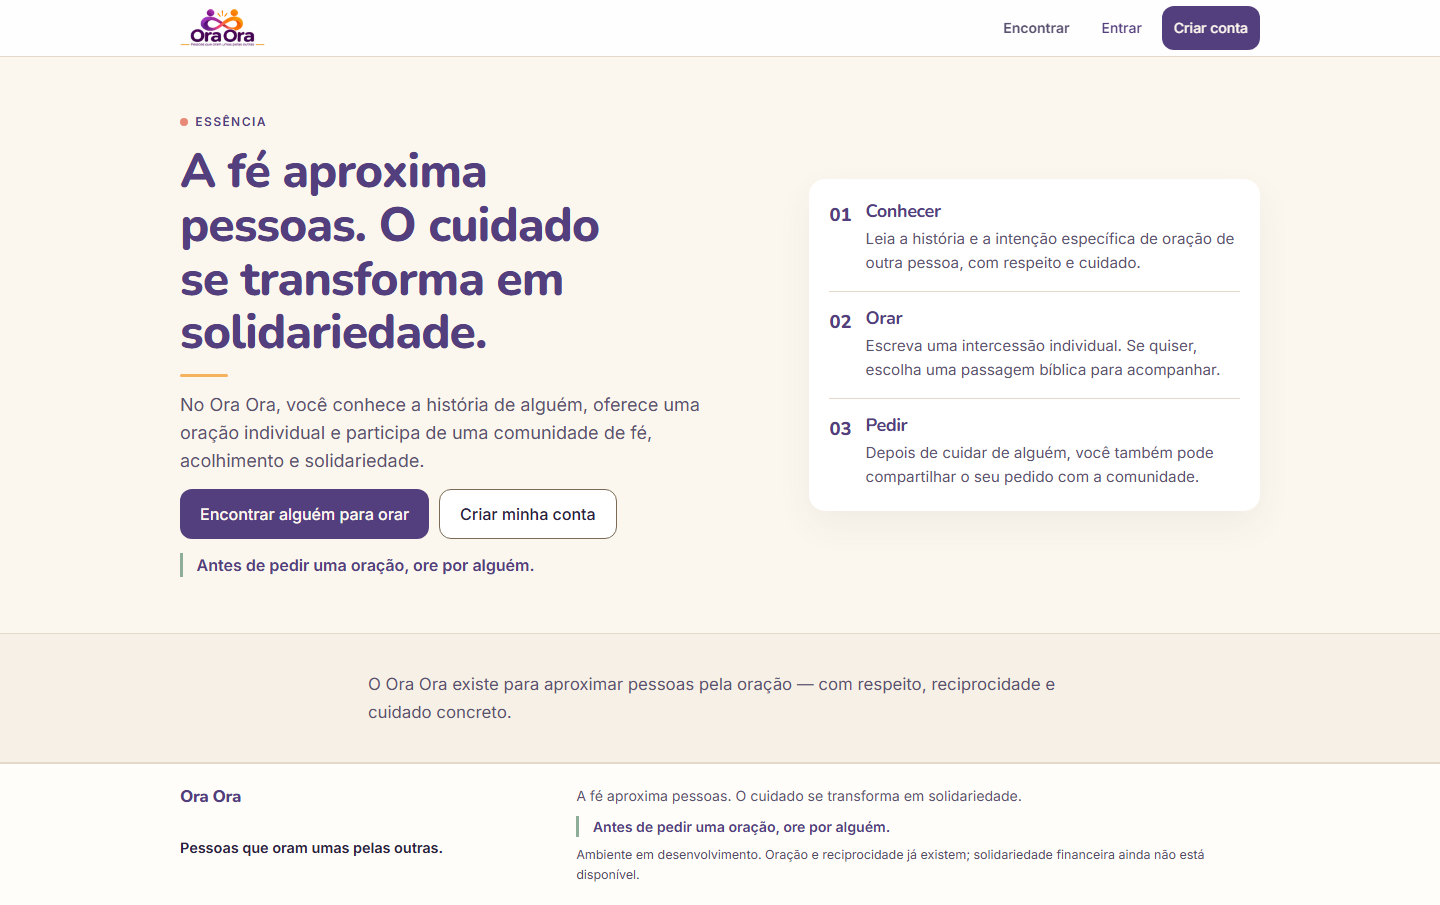 Ora Ora
Pessoas que oram umas pelas outras
Encontrar
Entrar
Criar conta
ESSÊNCIA
A fé aproxima
pessoas. O cuidado
se transforma em
solidariedade.
No Ora Ora, você conhece a história de alguém, oferece uma
oração individual e participa de uma comunidade de fé,
acolhimento e solidariedade.
Encontrar alguém para orar
Criar minha conta
Antes de pedir uma oração, ore por alguém.
01
Conhecer
Leia a história e a intenção específica de oração de
outra pessoa, com respeito e cuidado.
02
Orar
Escreva uma intercessão individual. Se quiser,
escolha uma passagem bíblica para acompanhar.
03
Pedir
Depois de cuidar de alguém, você também pode
compartilhar o seu pedido com a comunidade.
O Ora Ora existe para aproximar pessoas pela oração — com respeito, reciprocidade e
cuidado concreto.
Ora Ora
Pessoas que oram umas pelas outras.
A fé aproxima pessoas. O cuidado se transforma em solidariedade.
Antes de pedir uma oração, ore por alguém.
Ambiente em desenvolvimento. Oração e reciprocidade já existem; solidariedade financeira ainda não está
disponível.